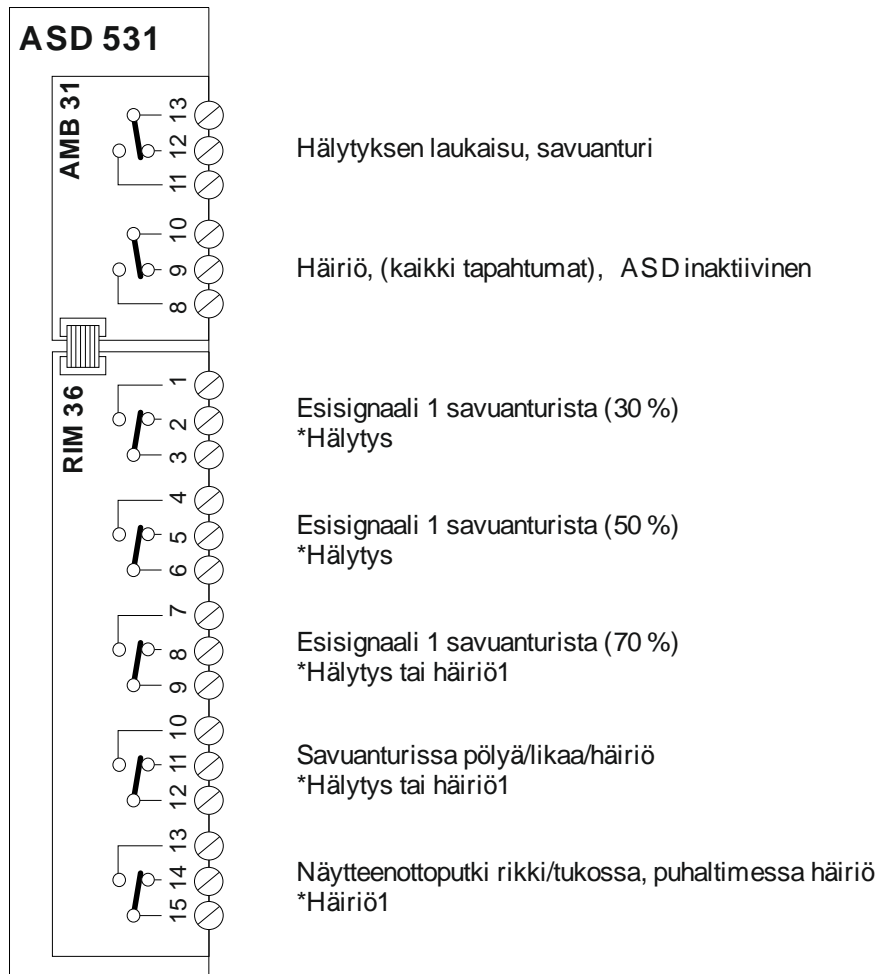 ASD 531
AMB 31
13
12
11
Hälytyksen laukaisu, savuanturi
10
9
8
Häiriö, (kaikki tapahtumat), ASD inaktiivinen
RIM 36
1
2
3
Esisignaali 1 savuanturista (30 %)
*Hälytys
4
5
6
Esisignaali 1 savuanturista (50 %)
*Hälytys
7
8
9
Esisignaali 1 savuanturista (70 %)
*Hälytys tai häiriö1
10
11
12
Savuanturissa pölyä/likaa/häiriö
*Hälytys tai häiriö1
13
14
15
Näytteenottoputki rikki/tukossa, puhaltimessa häiriö
*Häiriö1